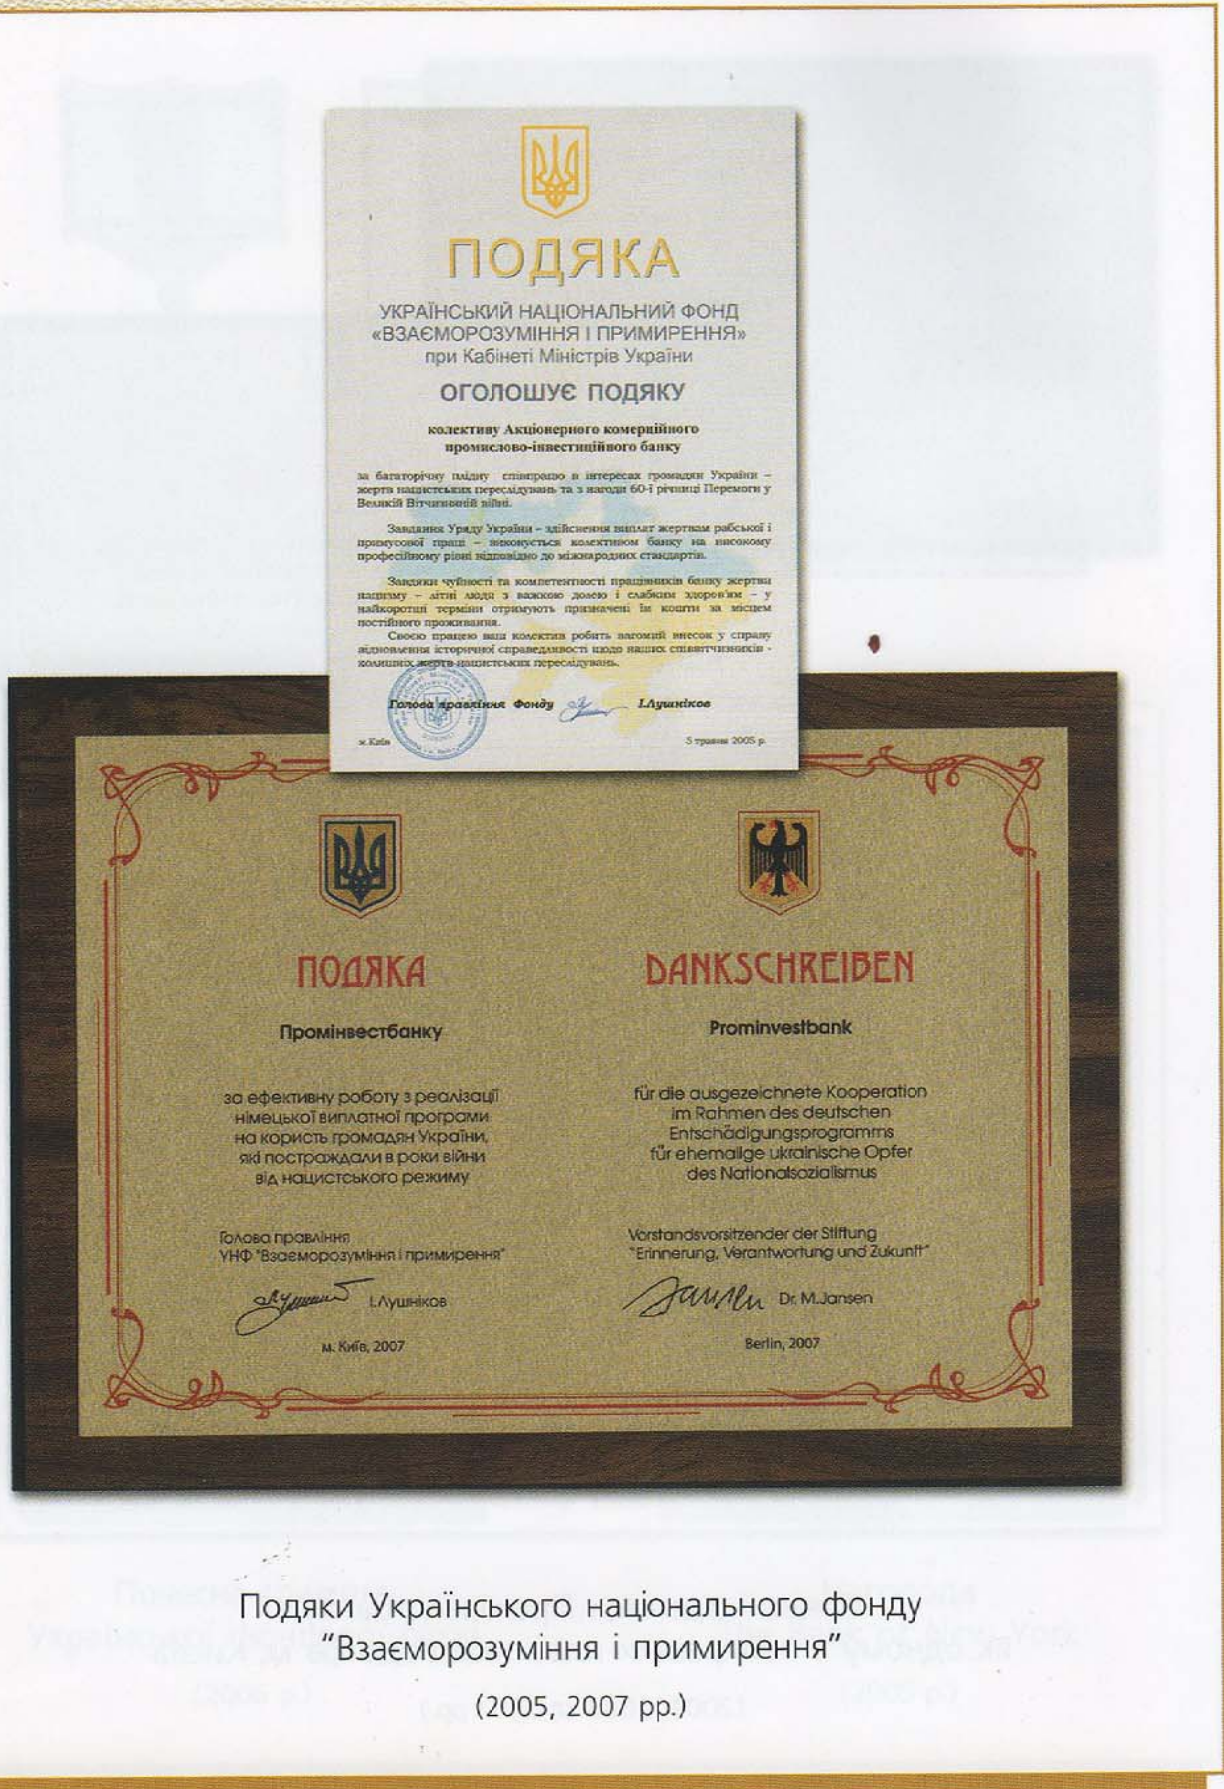 ПОДЯКА
УКРАЇНСЬКИЙ НАЦІОНАЛЬНИЙ ФОНД
«ВЗАЄМОРОЗУМІННЯ І ПРИМИРЕННЯ»
при Кабінеті Міністрів України
ОГОЛОШУЄ ПОДЯКУ
колективу Акціонерного комерційного
промислово-інвестиційного банку
за багаторічну плідну співпрацю в інтересах громадян України –
жертв нацистських переслідувань та з нагоди 60-ї річниці Перемоги у
Великій Вітчизняній війні.
Завдання Уряду України – здійснення виплат жертвам рабської і
примусової праці – виконується колективом банку на високому
професійному рівні відповідно до міжнародних стандартів.
Завдяки чуйності та компетентності працівників банку жертви
нацизму – літні люди з важкою долею і слабким здоров'ям – у
найкоротші терміни отримують призначені їм кошти за місцем
постійного проживання.
Своєю працею ваш колектив робить вагомий внесок у справу
відновлення історичної справедливості щодо наших співвітчизників -
колишніх жертв нацистських переслідувань.
Голова правління Фонду І.Лушніков
м.Київ 5 травня 2005 р.
ПОДЯКА
Промінвестбанку
за ефективну роботу з реалізації
німецької виплатної програми
на користь громадян України,
які постраждали в роки війни
від нацистського режиму
Голова правління
УНФ "Взаєморозуміння і примирення"
І.Лушніков
м. Київ, 2007
DANKSCHREIBEN
Prominvestbank
für die ausgezeichnete Kooperation
im Rahmen des deutschen
Entschädigungsprogramms
für ehemalige ukrainische Opfer
des Nationalsozialismus
Vorstandsvorsitzender der Stiftung
"Erinnerung, Verantwortung und Zukunft"
Dr. M.Jansen
Berlin, 2007
Подяки Українського національного фонду
“Взаєморозуміння і примирення”
(2005, 2007 рр.)